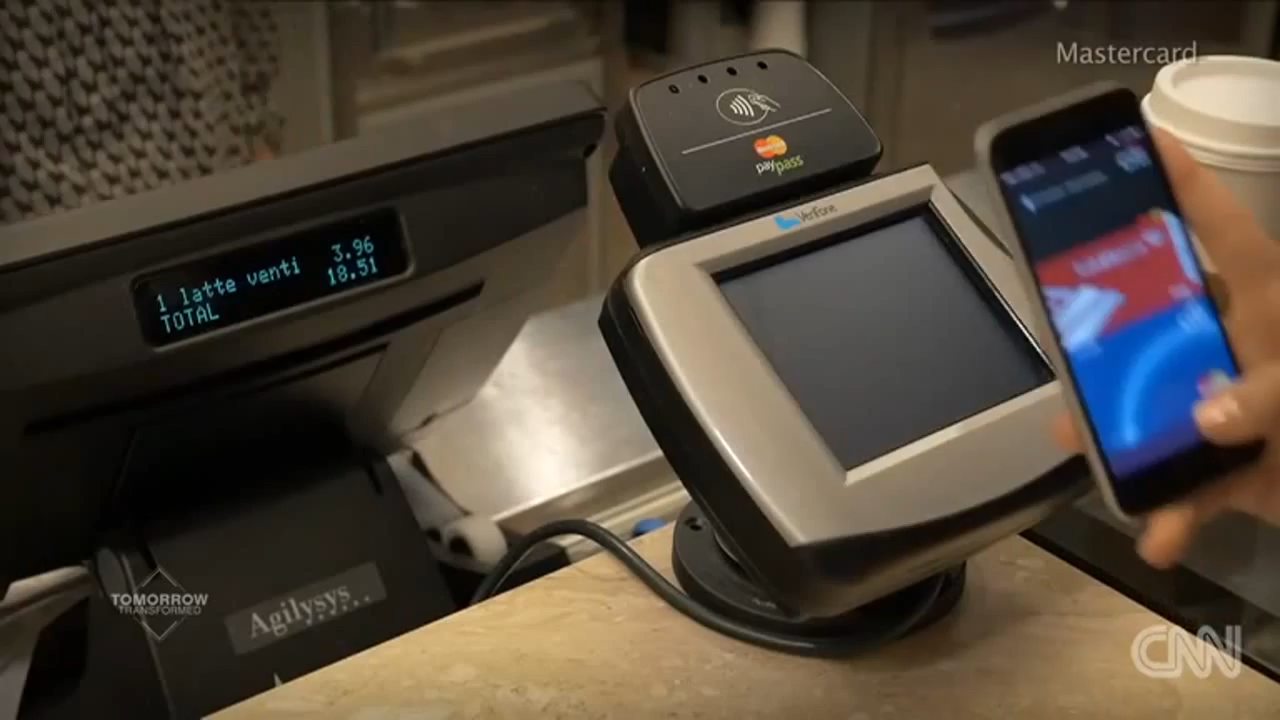 Mastercard
paypass
VeriFone
1 latte venti 3.96
TOTAL 18.51
Agilysys
TOMORROW
TRANSFORMED
CNN